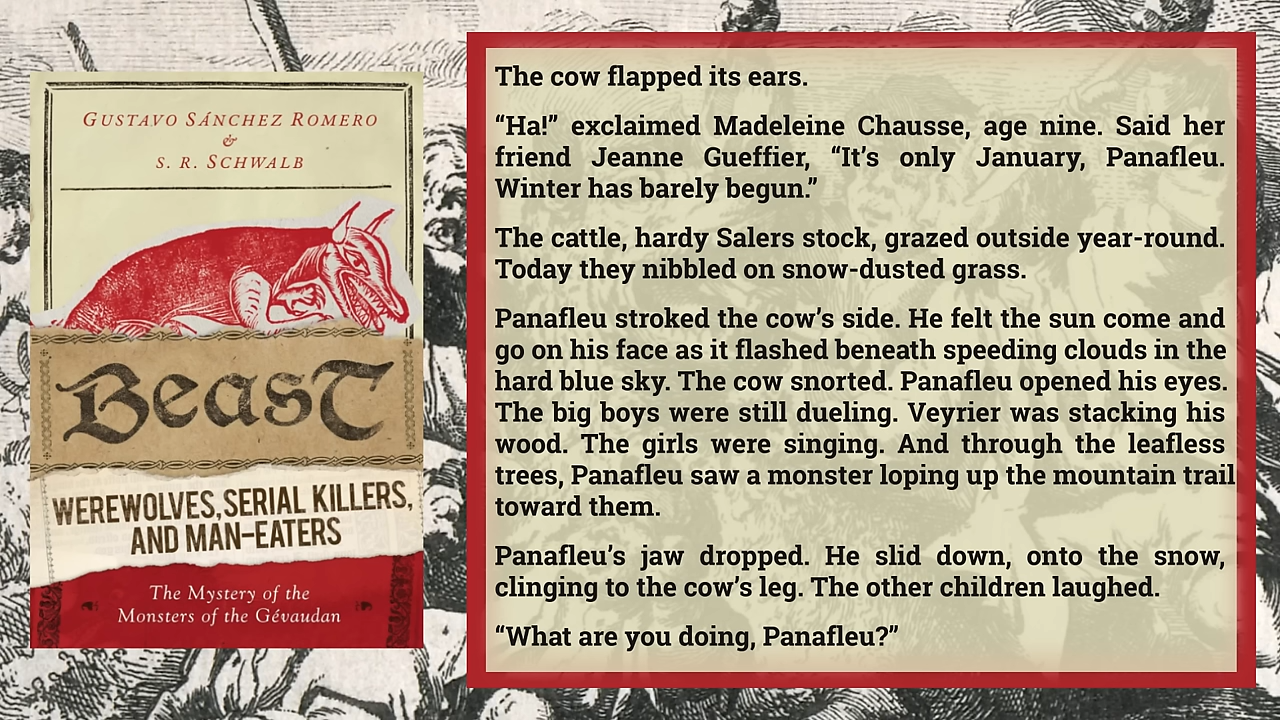 GUSTAVO SÁNCHEZ ROMERO
&
S. R. SCHWALB
Beast
WEREWOLVES, SERIAL KILLERS,
AND MAN-EATERS
The Mystery of the
Monsters of the Gévaudan
The cow flapped its ears.
“Ha!” exclaimed Madeleine Chausse, age nine. Said her
friend Jeanne Gueffier, “It’s only January, Panafleu.
Winter has barely begun.”
The cattle, hardy Salers stock, grazed outside year-round.
Today they nibbled on snow-dusted grass.
Panafleu stroked the cow’s side. He felt the sun come and
go on his face as it flashed beneath speeding clouds in the
hard blue sky. The cow snorted. Panafleu opened his eyes.
The big boys were still dueling. Veyrier was stacking his
wood. The girls were singing. And through the leafless
trees, Panafleu saw a monster loping up the mountain trail
toward them.
Panafleu’s jaw dropped. He slid down, onto the snow,
clinging to the cow’s leg. The other children laughed.
“What are you doing, Panafleu?”